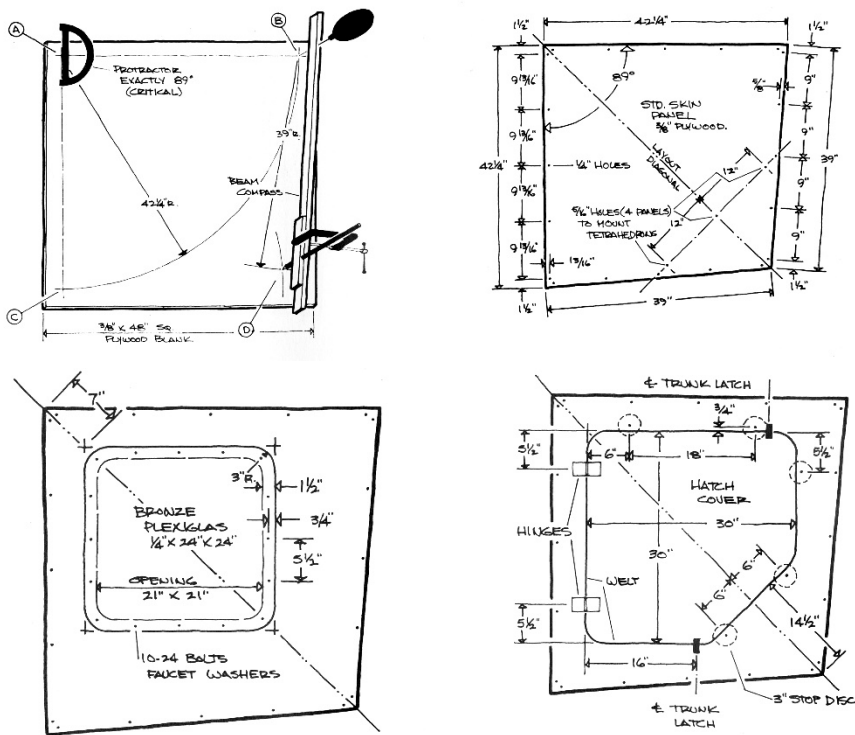 A
B
PROTRACTOR
EXACTLY 89°
(CRITICAL)
39"R.
BEAM
COMPASS
42¼"R.
C
D
3/8" X 48" SQ
PLYWOOD BLANK
42¼"
1½"
1½"
89°
5/8"
9 13/16"
9"
STD. SKIN
PANEL
3/8" PLYWOOD.
9 13/16"
9"
42¼"
¼" HOLES
LAYOUT
DIAGONAL
12"
39"
9 13/16"
9"
5/16" HOLES (4 PANELS)
TO MOUNT
TETRAHEDRONS
12"
9 13/16"
9"
13/16"
1½"
1½"
39"
7"
3"R.
1½"
BRONZE
PLEXIGLAS
¼" X 24" X 24"
3/4"
5½"
OPENING
21" X 21"
10-24 BOLTS
FAUCET WASHERS
℄ TRUNK LATCH
3/4"
5½"
6"
18"
5½"
HATCH
COVER
HINGES
30"
30"
6"
6"
WELT
5½"
14½"
16"
3" STOP DISC
℄ TRUNK
LATCH